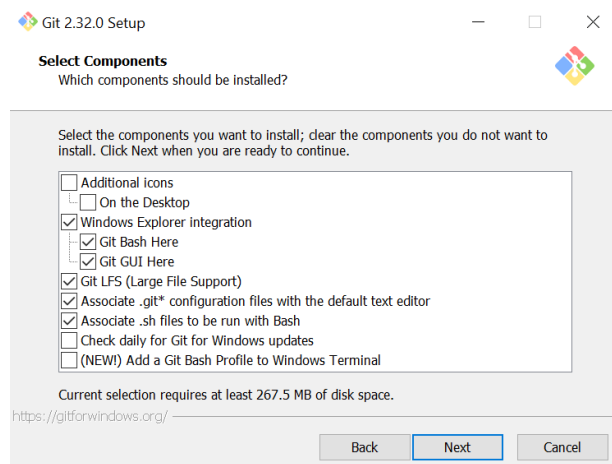 Git 2.32.0 Setup
Select Components
Which components should be installed?
Select the components you want to install; clear the components you do not want to
install. Click Next when you are ready to continue.
Additional icons
On the Desktop
Windows Explorer integration
Git Bash Here
Git GUI Here
Git LFS (Large File Support)
Associate .git* configuration files with the default text editor
Associate .sh files to be run with Bash
Check daily for Git for Windows updates
(NEW!) Add a Git Bash Profile to Windows Terminal
Current selection requires at least 267.5 MB of disk space.
https://gitforwindows.org/
Back Next Cancel